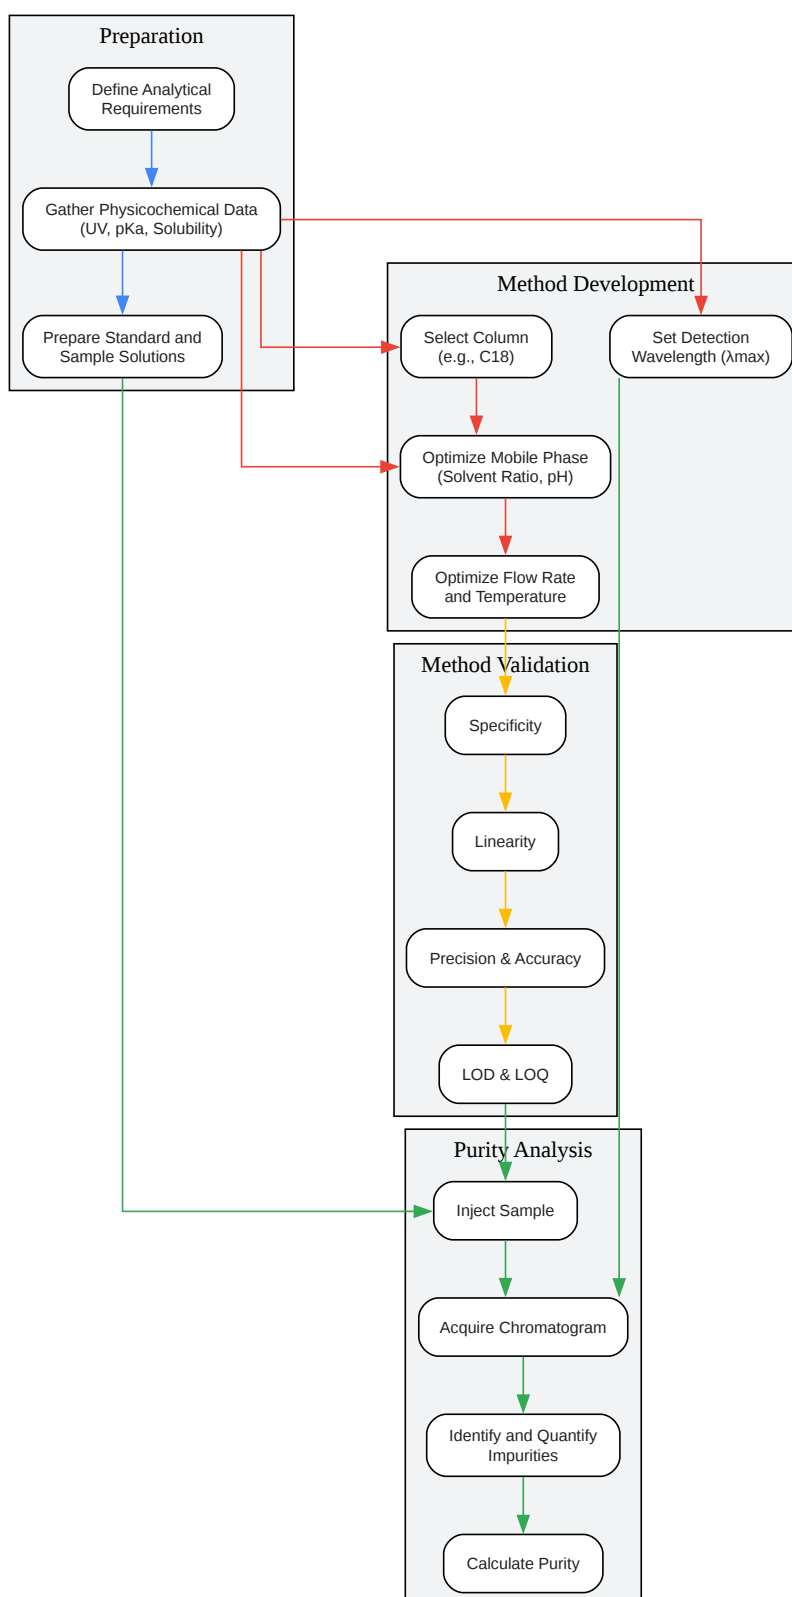 Preparation
Define Analytical
Requirements
Gather Physicochemical Data
(UV, pKa, Solubility)
Prepare Standard and
Sample Solutions
Method Development
Select Column
(e.g., C18)
Set Detection
Wavelength (λmax)
Optimize Mobile Phase
(Solvent Ratio, pH)
Optimize Flow Rate
and Temperature
Method Validation
Specificity
Linearity
Precision & Accuracy
LOD & LOQ
Purity Analysis
Inject Sample
Acquire Chromatogram
Identify and Quantify
Impurities
Calculate Purity